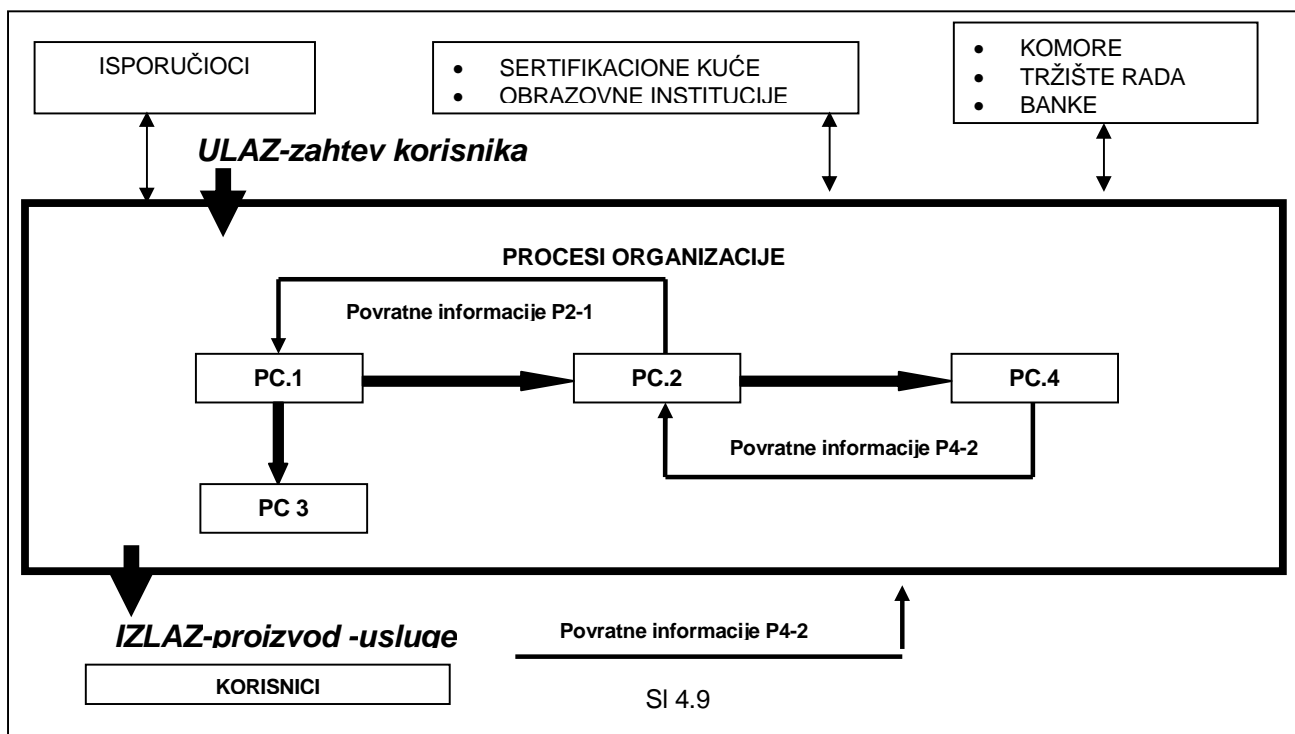 ISPORUČIOCI
• SERTIFIKACIONE KUĆE
• OBRAZOVNE INSTITUCIJE
• KOMORE
• TRŽIŠTE RADA
• BANKE
ULAZ-zahtev korisnika
PROCESI ORGANIZACIJE
Povratne informacije P2-1
PC.1
PC.2
PC.4
Povratne informacije P4-2
PC 3
IZLAZ-proizvod -usluge
Povratne informacije P4-2
KORISNICI
Sl 4.9